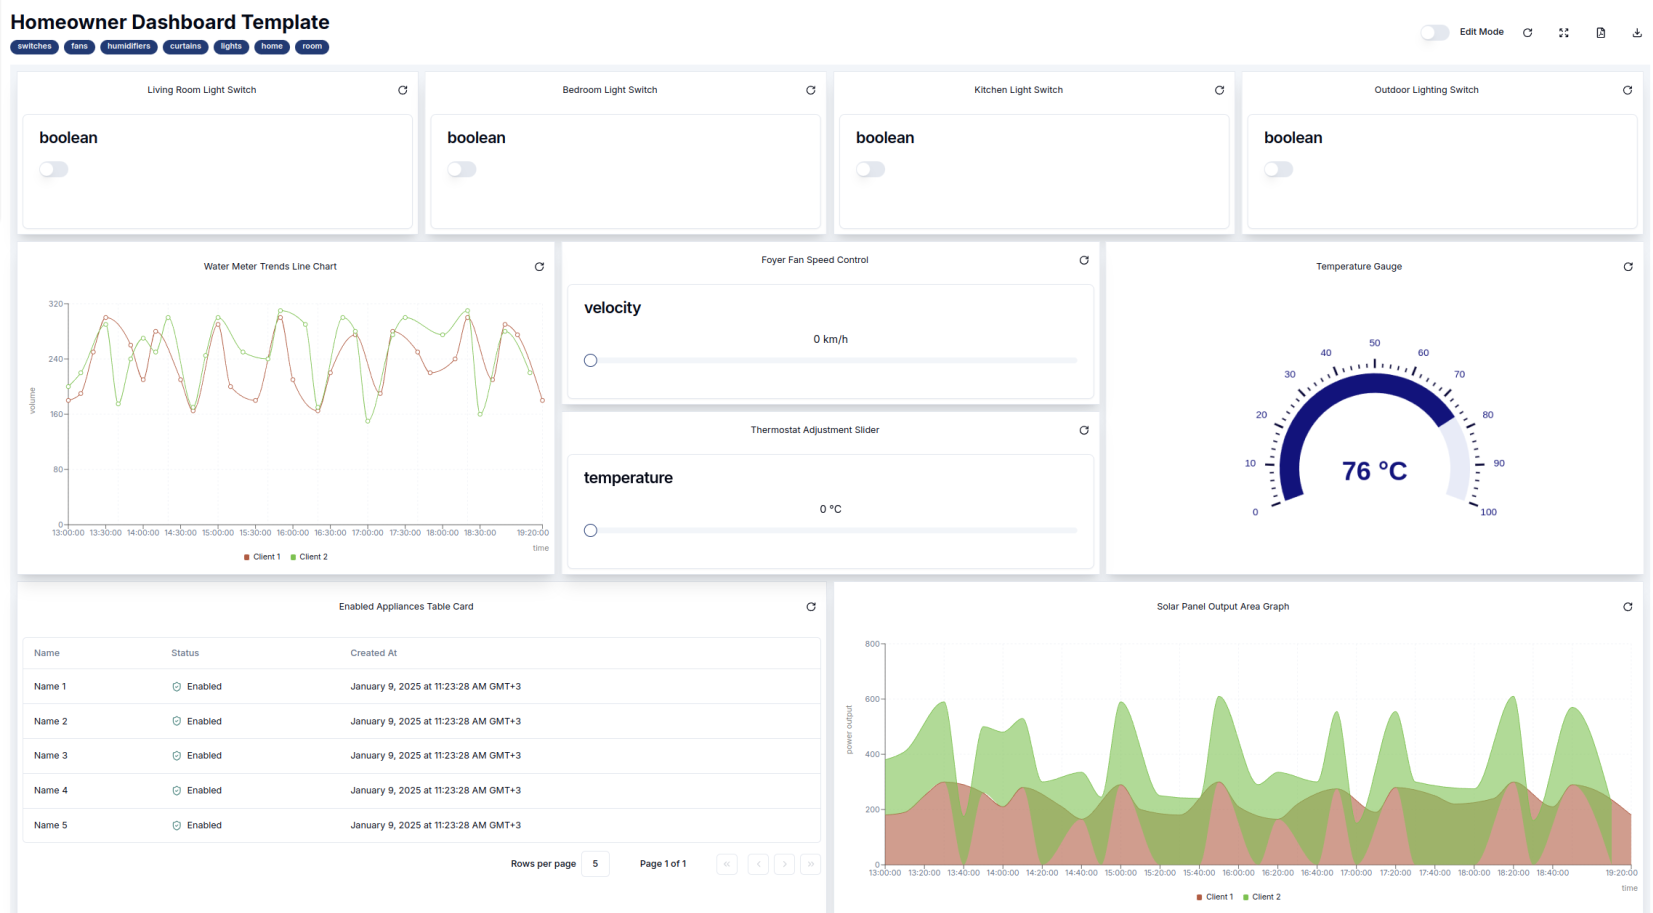 Homeowner Dashboard Template
switches fans humidifiers curtains lights home room
Edit Mode
Living Room Light Switch
boolean
Bedroom Light Switch
boolean
Kitchen Light Switch
boolean
Outdoor Lighting Switch
boolean
Water Meter Trends Line Chart
320
240
160
80
0
volume
13:00:00 13:30:00 14:00:00 14:30:00 15:00:00 15:30:00 16:00:00 16:30:00 17:00:00 17:30:00 18:00:00 18:30:00 19:20:00
time
Client 1 Client 2
Foyer Fan Speed Control
velocity
0 km/h
Thermostat Adjustment Slider
temperature
0 °C
Temperature Gauge
0 10 20 30 40 50 60 70 80 90 100
76 °C
Enabled Appliances Table Card
Name Status Created At
Name 1 Enabled January 9, 2025 at 11:23:28 AM GMT+3
Name 2 Enabled January 9, 2025 at 11:23:28 AM GMT+3
Name 3 Enabled January 9, 2025 at 11:23:28 AM GMT+3
Name 4 Enabled January 9, 2025 at 11:23:28 AM GMT+3
Name 5 Enabled January 9, 2025 at 11:23:28 AM GMT+3
Rows per page 5 Page 1 of 1
Solar Panel Output Area Graph
800
600
400
200
0
power output
13:00:00 13:20:00 13:40:00 14:00:00 14:20:00 14:40:00 15:00:00 15:20:00 15:40:00 16:00:00 16:20:00 16:40:00 17:00:00 17:20:00 17:40:00 18:00:00 18:20:00 18:40:00 19:20:00
time
Client 1 Client 2